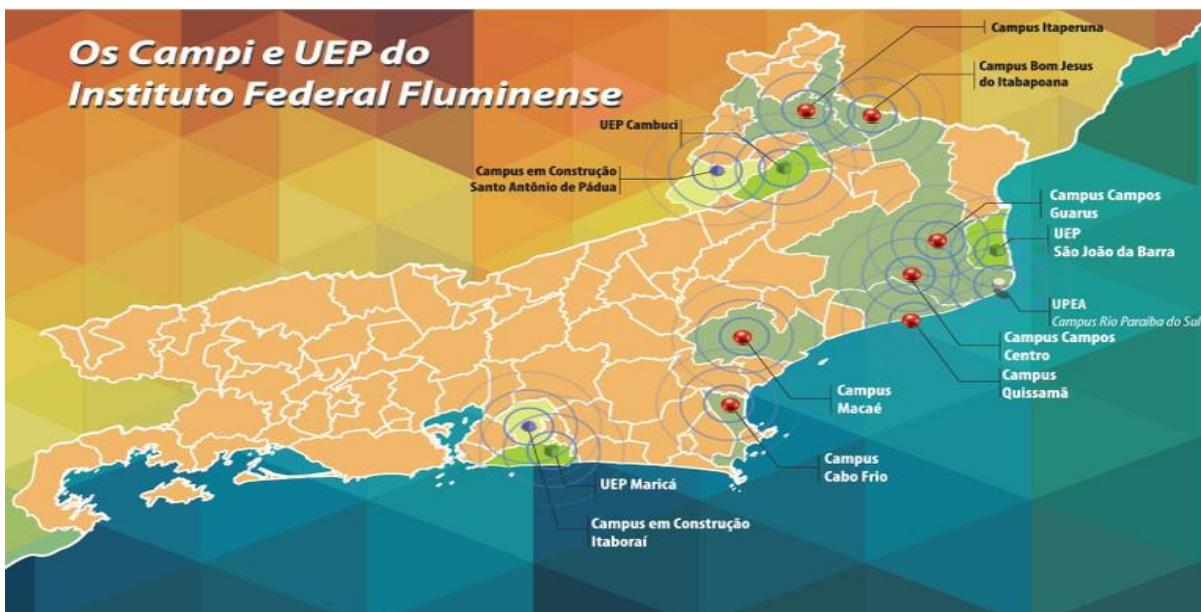 Os Campi e UEP do
Instituto Federal Fluminense
Campus Itaperuna
Campus Bom Jesus
do Itabapoana
UEP Cambuci
Campus em Construção
Santo Antônio de Pádua
Campus Campos
Guarus
UEP
São João da Barra
UPEA
Campus Rio Paraíba do Sul
Campus Campos
Centro
Campus
Quissamã
Campus
Macaé
Campus
Cabo Frio
UEP Maricá
Campus em Construção
Itaboraí